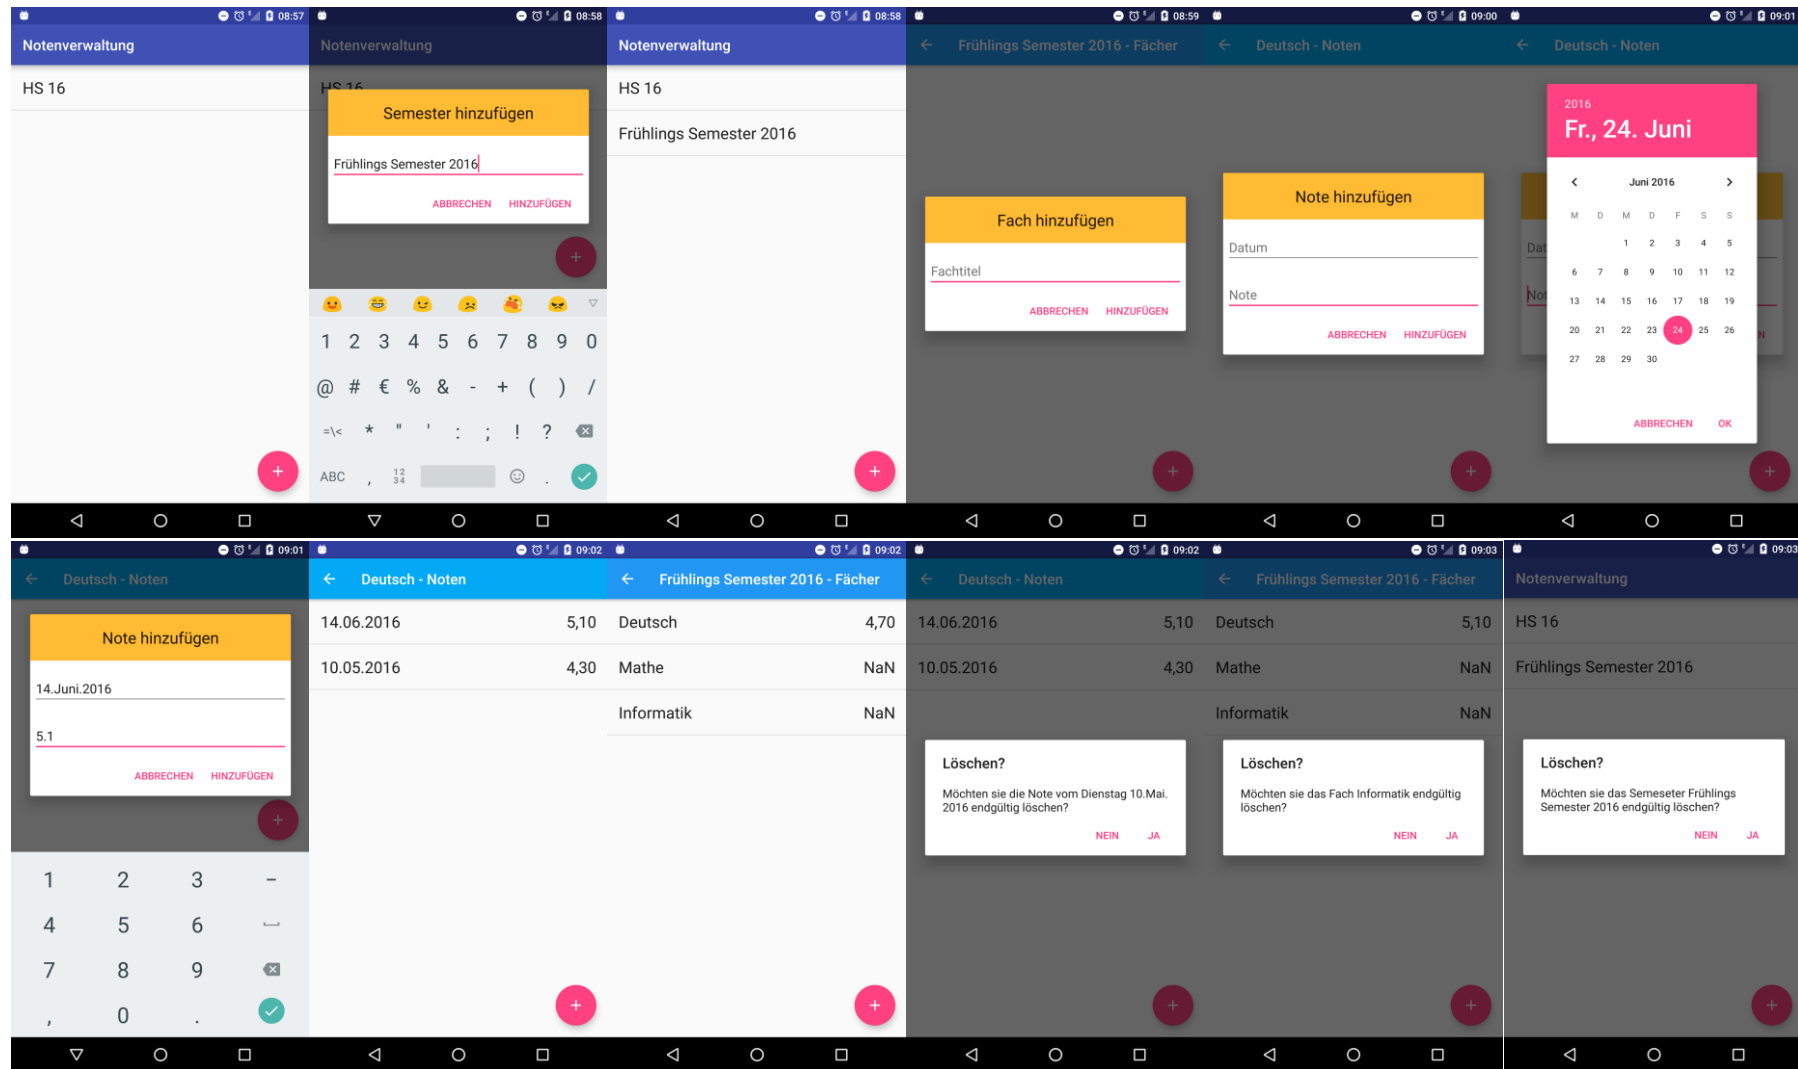 08:57
Notenverwaltung
HS 16
08:58
Notenverwaltung
HS 16
Semester hinzufügen
Frühlings Semester 2016
ABBRECHEN HINZUFÜGEN
+
1 2 3 4 5 6 7 8 9 0
@ # € % & - + ( ) /
=\< * " ' : ; ! ?
ABC , 12 34 .
08:58
Notenverwaltung
HS 16
Frühlings Semester 2016
+
08:59
Frühlings Semester 2016 - Fächer
Fach hinzufügen
Fachtitel
ABBRECHEN HINZUFÜGEN
+
09:00
Deutsch - Noten
Note hinzufügen
Datum
Note
ABBRECHEN HINZUFÜGEN
+
09:01
Deutsch - Noten
2016
Fr., 24. Juni
Juni 2016
M D M D F S S
1 2 3 4 5
6 7 8 9 10 11 12
13 14 15 16 17 18 19
20 21 22 23 24 25 26
27 28 29 30
ABBRECHEN OK
Dat
Not
N
+
09:01
Deutsch - Noten
Note hinzufügen
14.Juni.2016
5.1
ABBRECHEN HINZUFÜGEN
+
1 2 3 -
4 5 6
7 8 9
, 0 .
09:02
Deutsch - Noten
14.06.2016 5,10
10.05.2016 4,30
+
09:02
Frühlings Semester 2016 - Fächer
Deutsch 4,70
Mathe NaN
Informatik NaN
+
09:02
Deutsch - Noten
14.06.2016 5,10
10.05.2016 4,30
Löschen?
Möchten sie die Note vom Dienstag 10.Mai.
2016 endgültig löschen?
NEIN JA
+
09:03
Frühlings Semester 2016 - Fächer
Deutsch 5,10
Mathe NaN
Informatik NaN
Löschen?
Möchten sie das Fach Informatik endgültig
löschen?
NEIN JA
+
09:03
Notenverwaltung
HS 16
Frühlings Semester 2016
Löschen?
Möchten sie das Semeseter Frühlings
Semester 2016 endgültig löschen?
NEIN JA
+